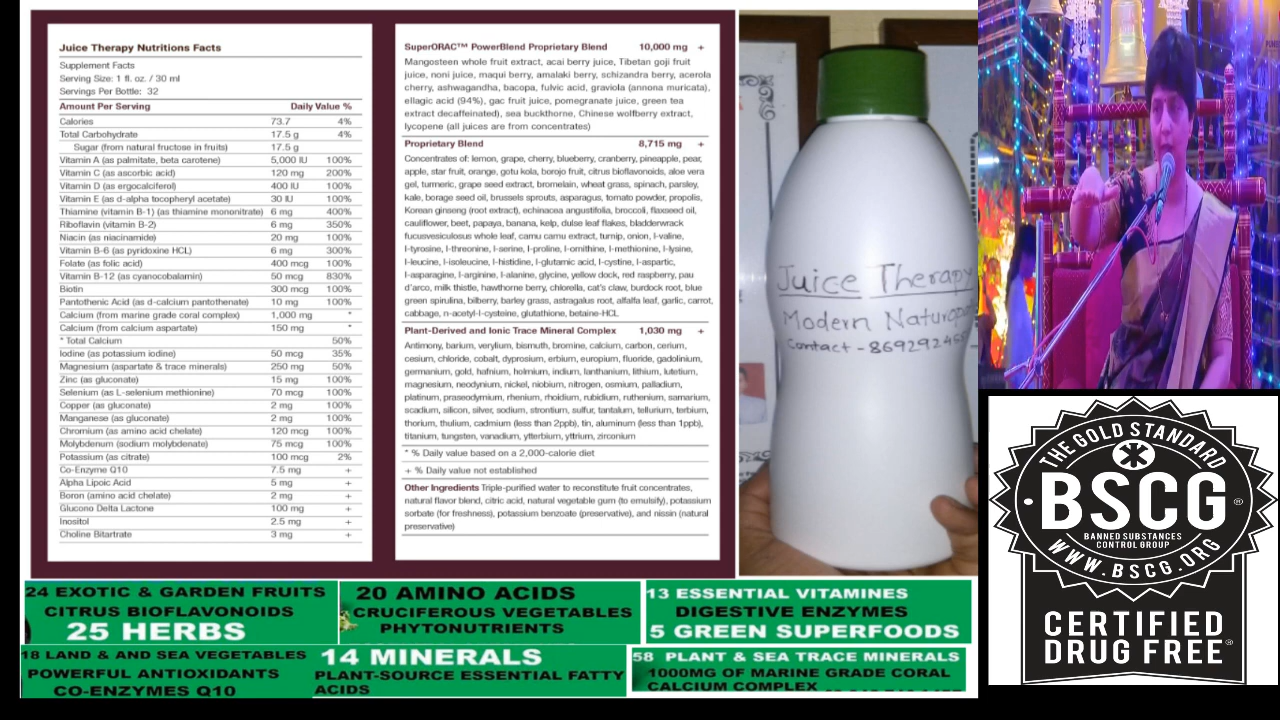 Juice Therapy Nutritions Facts
Supplement Facts
Serving Size: 1 fl. oz. / 30 ml
Servings Per Bottle: 32
Amount Per Serving Daily Value %
Calories 73.7 4%
Total Carbohydrate 17.5 g 4%
Sugar (from natural fructose in fruits) 17.5 g
Vitamin A (as palmitate, beta carotene) 5,000 IU 100%
Vitamin C (as ascorbic acid) 120 mg 200%
Vitamin D (as ergocalciferol) 400 IU 100%
Vitamin E (as d-alpha tocopheryl acetate) 30 IU 100%
Thiamine (vitamin B-1) (as thiamine mononitrate) 6 mg 400%
Riboflavin (vitamin B-2) 6 mg 350%
Niacin (as niacinamide) 20 mg 100%
Vitamin B-6 (as pyridoxine HCL) 6 mg 300%
Folate (as folic acid) 400 mcg 100%
Vitamin B-12 (as cyanocobalamin) 50 mcg 830%
Biotin 300 mcg 100%
Pantothenic Acid (as d-calcium pantothenate) 10 mg 100%
Calcium (from marine grade coral complex) 1,000 mg *
Calcium (from calcium aspartate) 150 mg *
* Total Calcium 50%
Iodine (as potassium iodine) 50 mcg 35%
Magnesium (aspartate & trace minerals) 250 mg 50%
Zinc (as gluconate) 15 mg 100%
Selenium (as L-selenium methionine) 70 mcg 100%
Copper (as gluconate) 2 mg 100%
Manganese (as gluconate) 2 mg 100%
Chromium (as amino acid chelate) 120 mcg 100%
Molybdenum (sodium molybdenate) 75 mcg 100%
Potassium (as citrate) 100 mcg 2%
Co-Enzyme Q10 7.5 mg +
Alpha Lipoic Acid 5 mg +
Boron (amino acid chelate) 2 mg +
Glucono Delta Lactone 100 mg +
Inositol 2.5 mg +
Choline Bitartrate 3 mg +
SuperORAC™ PowerBlend Proprietary Blend 10,000 mg +
Mangosteen whole fruit extract, acai berry juice, Tibetan goji fruit
juice, noni juice, maqui berry, amalaki berry, schizandra berry, acerola
cherry, ashwagandha, bacopa, fulvic acid, graviola (annona muricata),
ellagic acid (94%), gac fruit juice, pomegranate juice, green tea
extract decaffeinated), sea buckthorne, Chinese wolfberry extract,
lycopene (all juices are from concentrates)
Proprietary Blend 8,715 mg +
Concentrates of: lemon, grape, cherry, blueberry, cranberry, pineapple, pear,
apple, star fruit, orange, gotu kola, borojo fruit, citrus bioflavonoids, aloe vera
gel, turmeric, grape seed extract, bromelain, wheat grass, spinach, parsley,
kale, borage seed oil, brussels sprouts, asparagus, tomato powder, propolis,
Korean ginseng (root extract), echinacea angustifolia, broccoli, flaxseed oil,
cauliflower, beet, papaya, banana, kelp, dulse leaf flakes, bladderwrack
fucusvesiculosus whole leaf, camu camu extract, turnip, onion, l-valine,
l-tyrosine, l-threonine, l-serine, l-proline, l-ornithine, l-methionine, l-lysine,
l-leucine, l-isoleucine, l-histidine, l-glutamic acid, l-cystine, l-aspartic,
l-asparagine, l-arginine, l-alanine, glycine, yellow dock, red raspberry, pau
d'arco, milk thistle, hawthorne berry, chlorella, cat's claw, burdock root, blue
green spirulina, bilberry, barley grass, astragalus root, alfalfa leaf, garlic, carrot,
cabbage, n-acetyl-l-cysteine, glutathione, betaine-HCL
Plant-Derived and Ionic Trace Mineral Complex 1,030 mg +
Antimony, barium, verylium, bismuth, bromine, calcium, carbon, cerium,
cesium, chloride, cobalt, dyprosium, erbium, europium, fluoride, gadolinium,
germanium, gold, hafnium, holmium, indium, lanthanium, lithium, lutetium,
magnesium, neodynium, nickel, niobium, nitrogen, osmium, palladium,
platinum, praseodymium, rhenium, rhoidium, rubidium, ruthenium, samarium,
scadium, silicon, silver, sodium, strontium, sulfur, tantalum, tellurium, terbium,
thorium, thulium, cadmium (less than 2ppb), tin, aluminum (less than 1ppb),
titanium, tungsten, vanadium, ytterbium, yttrium, zirconium
* % Daily value based on a 2,000-calorie diet
+ % Daily value not established
Other Ingredients Triple-purified water to reconstitute fruit concentrates,
natural flavor blend, citric acid, natural vegetable gum (to emulsify), potassium
sorbate (for freshness), potassium benzoate (preservative), and nissin (natural
preservative)
Juice Therapy
Modern
Contact -
THE GOLD STANDARD
BSCG®
BANNED SUBSTANCES
CONTROL GROUP
WWW.BSCG.ORG
CERTIFIED
DRUG FREE®
24 EXOTIC & GARDEN FRUITS
CITRUS BIOFLAVONOIDS
25 HERBS
20 AMINO ACIDS
CRUCIFEROUS VEGETABLES
PHYTONUTRIENTS
13 ESSENTIAL VITAMINES
DIGESTIVE ENZYMES
5 GREEN SUPERFOODS
18 LAND & AND SEA VEGETABLES
POWERFUL ANTIOXIDANTS
CO-ENZYMES Q10
14 MINERALS
PLANT-SOURCE ESSENTIAL FATTY
ACIDS
58 PLANT & SEA TRACE MINERALS
1000MG OF MARINE GRADE CORAL
CALCIUM COMPLEX